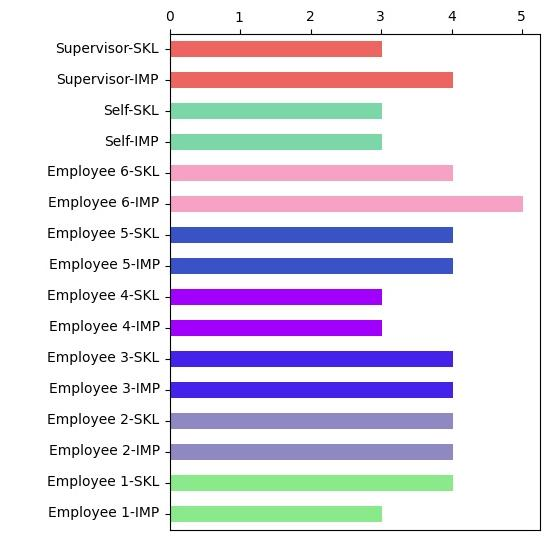 0 1 2 3 4 5
Supervisor-SKL
Supervisor-IMP
Self-SKL
Self-IMP
Employee 6-SKL
Employee 6-IMP
Employee 5-SKL
Employee 5-IMP
Employee 4-SKL
Employee 4-IMP
Employee 3-SKL
Employee 3-IMP
Employee 2-SKL
Employee 2-IMP
Employee 1-SKL
Employee 1-IMP